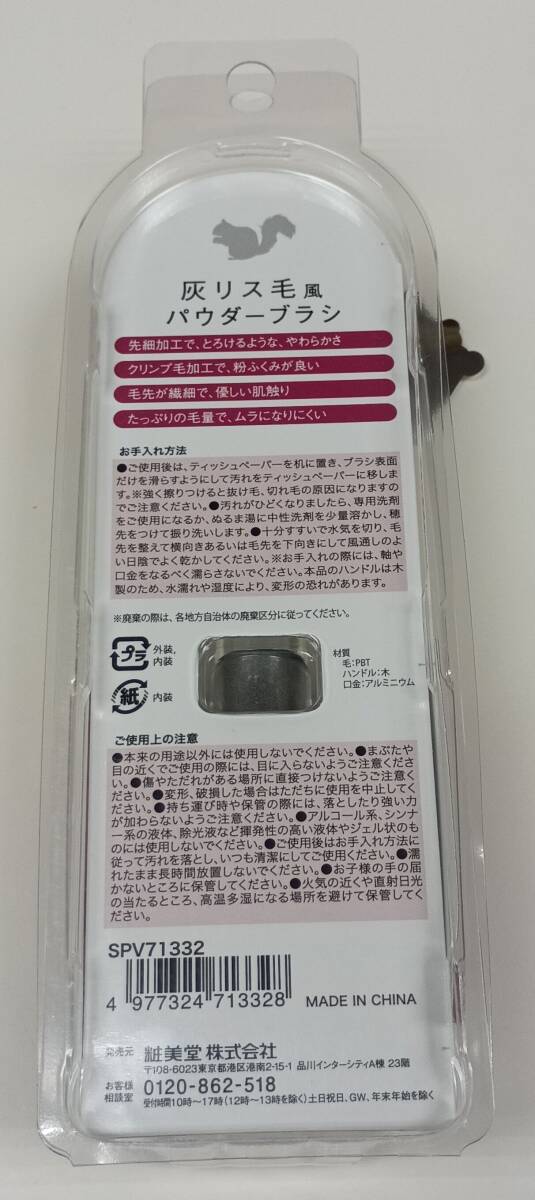 灰リス毛風
パウダーブラシ
先細加工で、とろけるような、やわらかさ
クリンプ毛加工で、粉ふくみが良い
毛先が繊細で、優しい肌触り
たっぷりの毛量で、ムラになりにくい
お手入れ方法
●ご使用後は、ティッシュペーパーを机に置き、ブラシ表面
だけを滑らすようにして汚れをティッシュペーパーに移しま
す。※強く擦りつけると抜け毛、切れ毛の原因になりますの
でご注意ください。●汚れがひどくなりましたら、専用洗剤
をご使用になるか、ぬるま湯に中性洗剤を少量溶かし、穂
先をつけて振り洗いします。●十分すすいで水気を切り、毛
先を整えて横向きあるいは毛先を下向きにして風通しのよ
い日陰でよく乾かしてください。※お手入れの際には、軸や
口金をなるべく濡らさないでください。本品のハンドルは木
製のため、水濡れや湿度により、変形の恐れがあります。
※廃棄の際は、各地方自治体の廃棄区分に従ってください。
プラ 外装、
内装
紙 内装
材質
毛:PBT
ハンドル:木
口金:アルミニウム
ご使用上の注意
●本来の用途以外には使用しないでください。●まぶたや
目の近くでご使用の際には、目に入らないようご注意くだ
さい。●傷やただれがある場所に直接つけないようご注意く
ださい。●変形、破損した場合はただちに使用を中止してく
ださい。●持ち運び時や保管の際には、落としたり強い力
が加わらないようご注意ください。●アルコール系、シンナ
ー系の液体、除光液など揮発性の高い液体やジェル状のも
のには使用しないでください。●ご使用後はお手入れ方法に
従って汚れを落とし、いつも清潔にしてご使用ください。●濡
れたまま長時間放置しないでください。●お子様の手の届
かないところに保管してください。●火気の近くや直射日光
の当たるところ、高温多湿になる場所を避けて保管してくだ
さい。
SPV71332
4 977324 713328
MADE IN CHINA
発売元 粧美堂 株式会社
〒108-6023東京都港区港南2-15-1 品川インターシティA棟 23階
お客様
相談室 0120-862-518
受付時間10時〜17時(12時〜13時を除く)土日祝日、GW、年末年始を除く